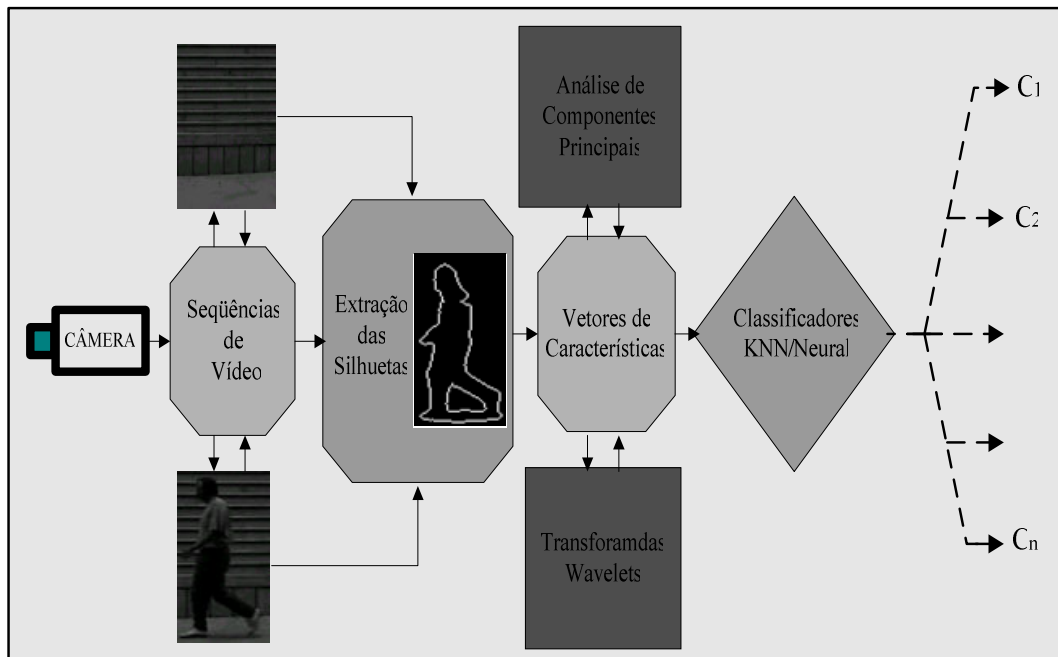 CÂMERA
Seqüências
de
Vídeo
Extração
das
Silhuetas
Análise de
Componentes
Principais
Vetores de
Características
Transforamdas
Wavelets
Classificadores
KNN/Neural
C1
C2
Cn